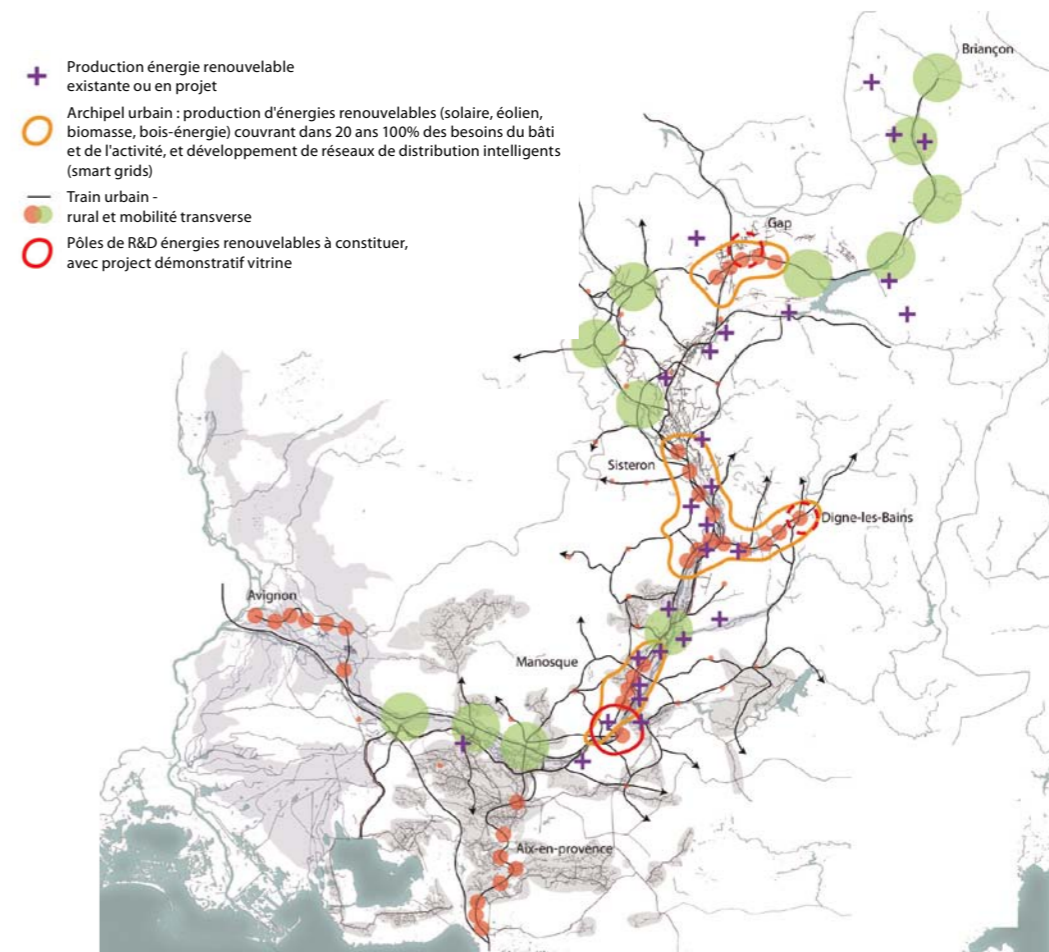 Production énergie renouvelable
existante ou en projet
Archipel urbain : production d'énergies renouvelables (solaire, éolien,
biomasse, bois-énergie) couvrant dans 20 ans 100% des besoins du bâti
et de l'activité, et développement de réseaux de distribution intelligents
(smart grids)
Train urbain -
rural et mobilité transverse
Pôles de R&D énergies renouvelables à constituer,
avec project démonstratif vitrine
Briançon
Gap
Sisteron
Digne-les-Bains
Avignon
Manosque
Aix-en-provence